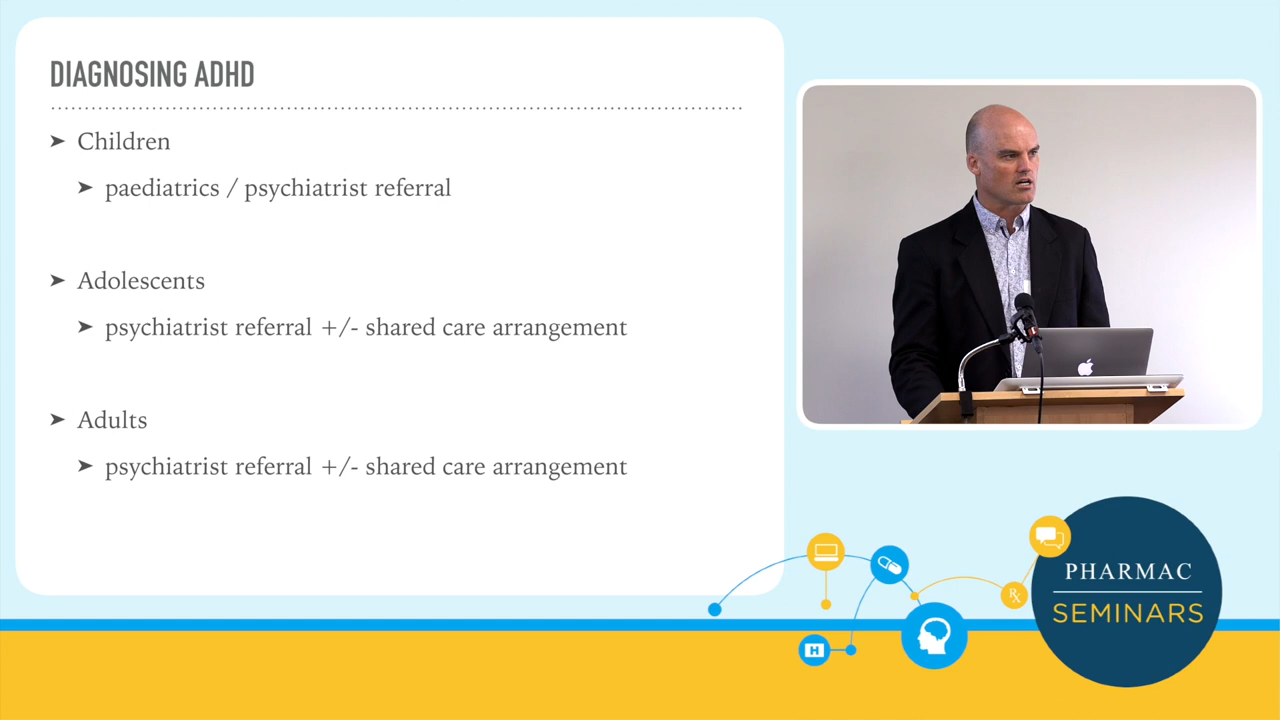 DIAGNOSING ADHD
➤ Children
➤ paediatrics / psychiatrist referral
➤ Adolescents
➤ psychiatrist referral +/- shared care arrangement
➤ Adults
➤ psychiatrist referral +/- shared care arrangement
H
Rx
PHARMAC
SEMINARS